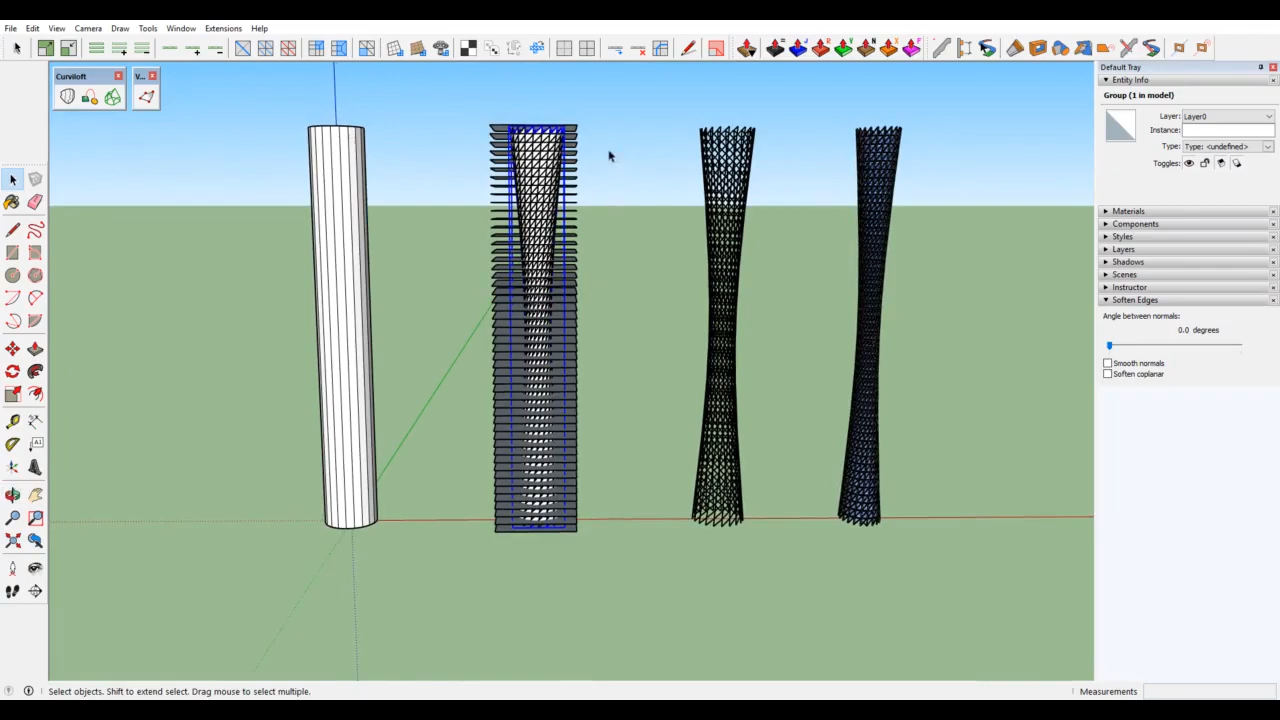 File Edit View Camera Draw Tools Window Extensions Help
Curviloft
V...
Default Tray
Entity Info
Group (1 in model)
Layer: Layer0
Instance:
Type: Type: <undefined>
Toggles:
Materials
Components
Styles
Layers
Shadows
Scenes
Instructor
Soften Edges
Angle between normals:
0.0 degrees
Smooth normals
Soften coplanar
Select objects. Shift to extend select. Drag mouse to select multiple.
Measurements